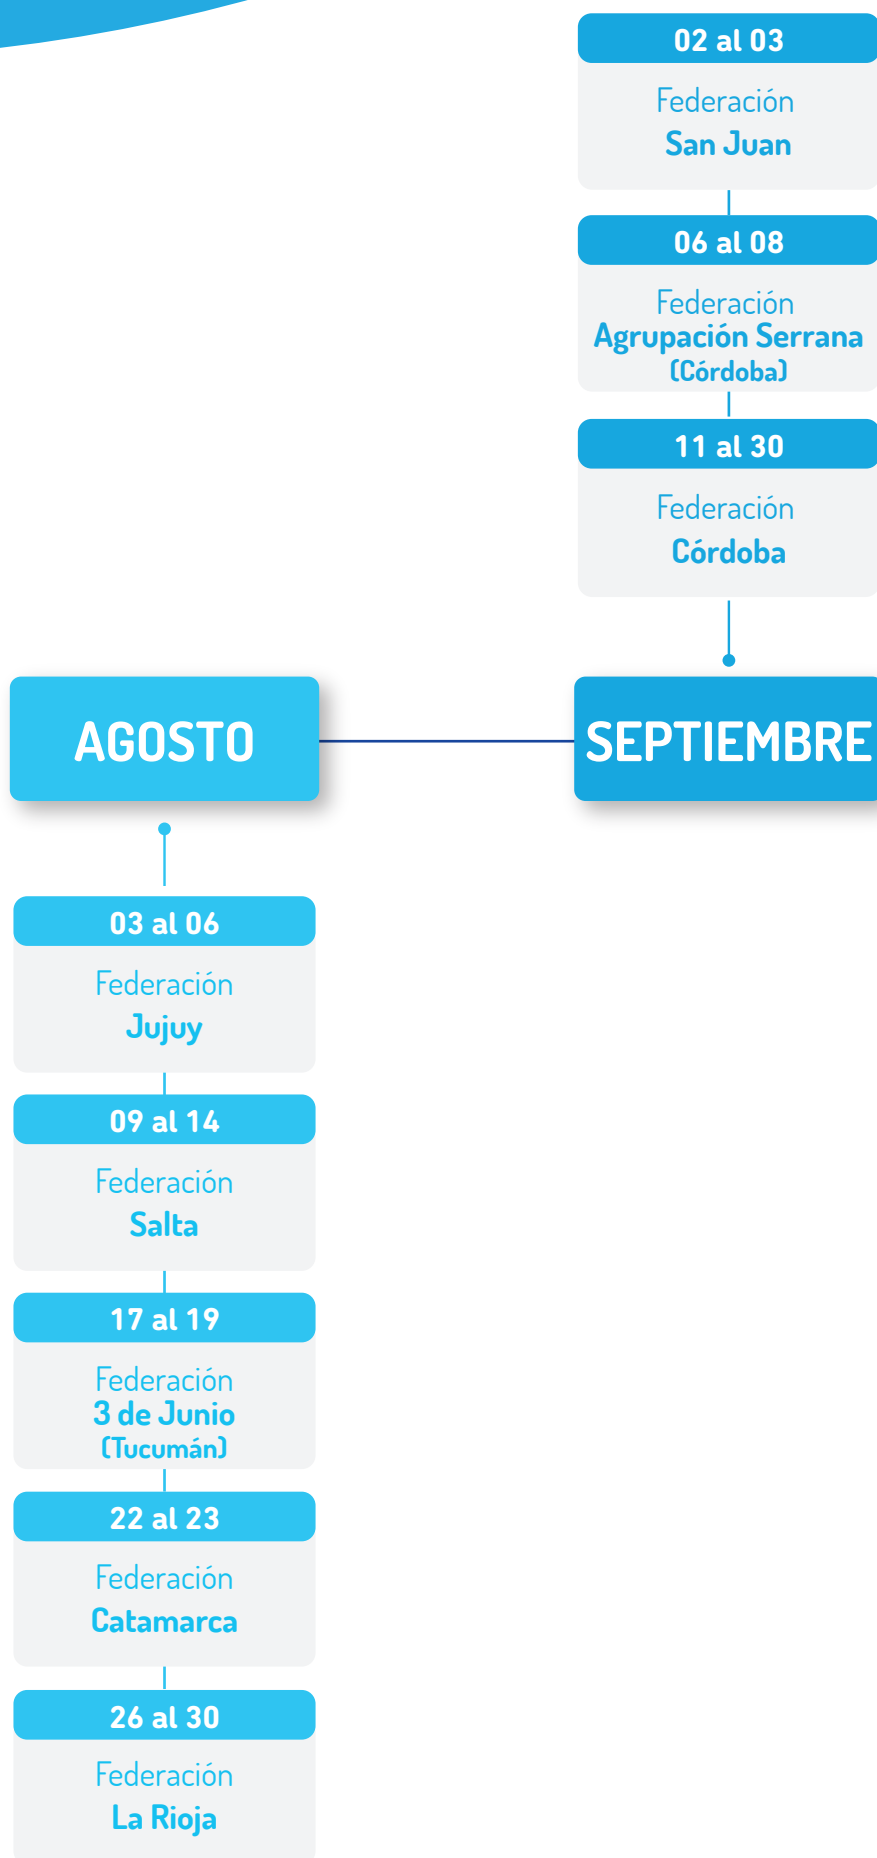 02 al 03
Federación
San Juan
06 al 08
Federación
Agrupación Serrana
(Córdoba)
11 al 30
Federación
Córdoba
AGOSTO
SEPTIEMBRE
03 al 06
Federación
Jujuy
09 al 14
Federación
Salta
17 al 19
Federación
3 de Junio
(Tucumán)
22 al 23
Federación
Catamarca
26 al 30
Federación
La Rioja